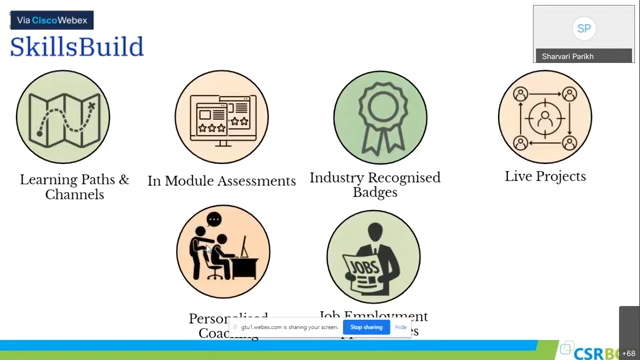 Via Cisco Webex
SkillsBuild
SP
Sharvari Parikh
Learning Paths &
Channels
In Module Assessments
Industry Recognised
Badges
Live Projects
JOBS
Personalised
Coaching
Job Employment
gtu1.webex.com is sharing your screen.
Stop sharing
Hide
+68